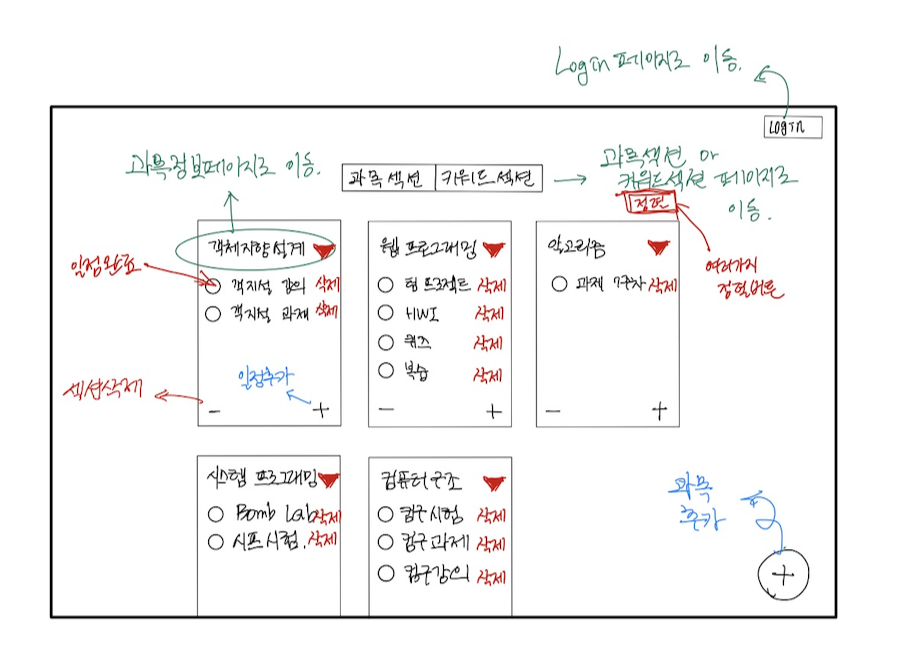 Login 페이지로 이동.
LOGIN
과목정보페이지로 이동.
과목섹션 키워드섹션
과목섹션 or
키워드섹션 페이지로
이동.
정렬
여러가지
정렬버튼
객체지향설계
일정완료
객지설 강의 삭제
객지설 과제 삭제
일정추가
섹션삭제
- +
웹 프로그래밍
팀 프로젝트 삭제
HW1 삭제
퀴즈 삭제
복습 삭제
- +
알고리즘
과제 7주차 삭제
- +
시스템 프로그래밍
Bomb Lab 삭제
시프시험. 삭제
컴퓨터구조
컴구시험 삭제
컴구과제 삭제
컴구강의 삭제
과목
추가
+